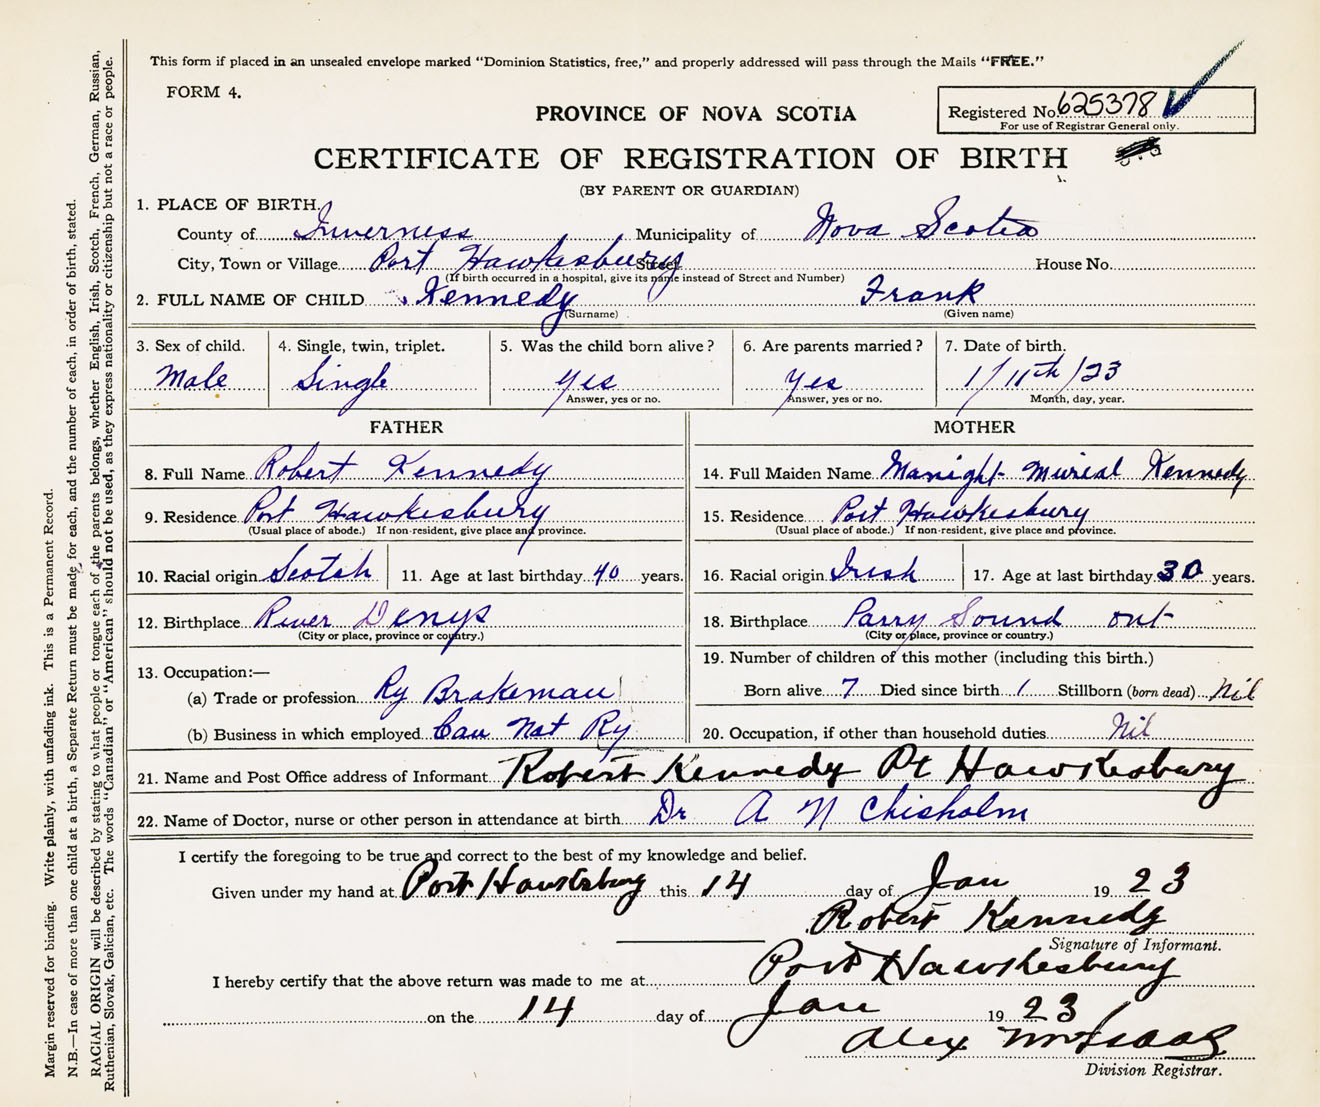 This form if placed in an unsealed envelope marked "Dominion Statistics, free," and properly addressed will pass through the Mails "FREE."
FORM 4.
Registered No. 625378
For use of Registrar General only.
PROVINCE OF NOVA SCOTIA
CERTIFICATE OF REGISTRATION OF BIRTH
(BY PARENT OR GUARDIAN)
1. PLACE OF BIRTH.
County of Inverness Municipality of Nova Scotia
City, Town or Village Port Hawkesbury Street House No.
(If birth occurred in a hospital, give its name instead of Street and Number)
2. FULL NAME OF CHILD Kennedy Frank
(Surname) (Given name)
3. Sex of child. 4. Single, twin, triplet. 5. Was the child born alive? 6. Are parents married? 7. Date of birth.
Male Single Yes Yes 1/11th/23
Answer, yes or no. Answer, yes or no. Month, day, year.
FATHER MOTHER
8. Full Name Robert Kennedy 14. Full Maiden Name Murial Kennedy
9. Residence Port Hawkesbury 15. Residence Port Hawkesbury
(Usual place of abode.) If non-resident, give place and province. (Usual place of abode.) If non-resident, give place and province.
10. Racial origin Scotch 11. Age at last birthday 40 years. 16. Racial origin Irish 17. Age at last birthday 30 years.
12. Birthplace River Denys 18. Birthplace Parry Sound ont
(City or place, province or country.) (City or place, province or country.)
13. Occupation:— 19. Number of children of this mother (including this birth.)
(a) Trade or profession Ry Brakeman Born alive 7 Died since birth 1 Stillborn (born dead) Nil
(b) Business in which employed Can Nat Ry 20. Occupation, if other than household duties Nil
21. Name and Post Office address of Informant Robert Kennedy Pt Hawkesbury
22. Name of Doctor, nurse or other person in attendance at birth Dr A N Chisholm
I certify the foregoing to be true and correct to the best of my knowledge and belief.
Given under my hand at Port Hawkesbury this 14 day of Jan 19 23
Robert Kennedy
Signature of Informant.
I hereby certify that the above return was made to me at Port Hawkesbury
on the 14 day of Jan 19 23
Alex McIsaac
Division Registrar.
Margin reserved for binding. Write plainly, with unfading ink. This is a Permanent Record.
N.B.—In case of more than one child at a birth, a Separate Return must be made for each, and the number of each, in order of birth, stated.
RACIAL ORIGIN will be described by stating to what people or tongue each of the parents belongs, whether English, Irish, Scotch, French, German, Russian,
Ruthenian, Slovak, Galician, etc. The words "Canadian" or "American" should not be used, as they express nationality or citizenship but not a race or people.